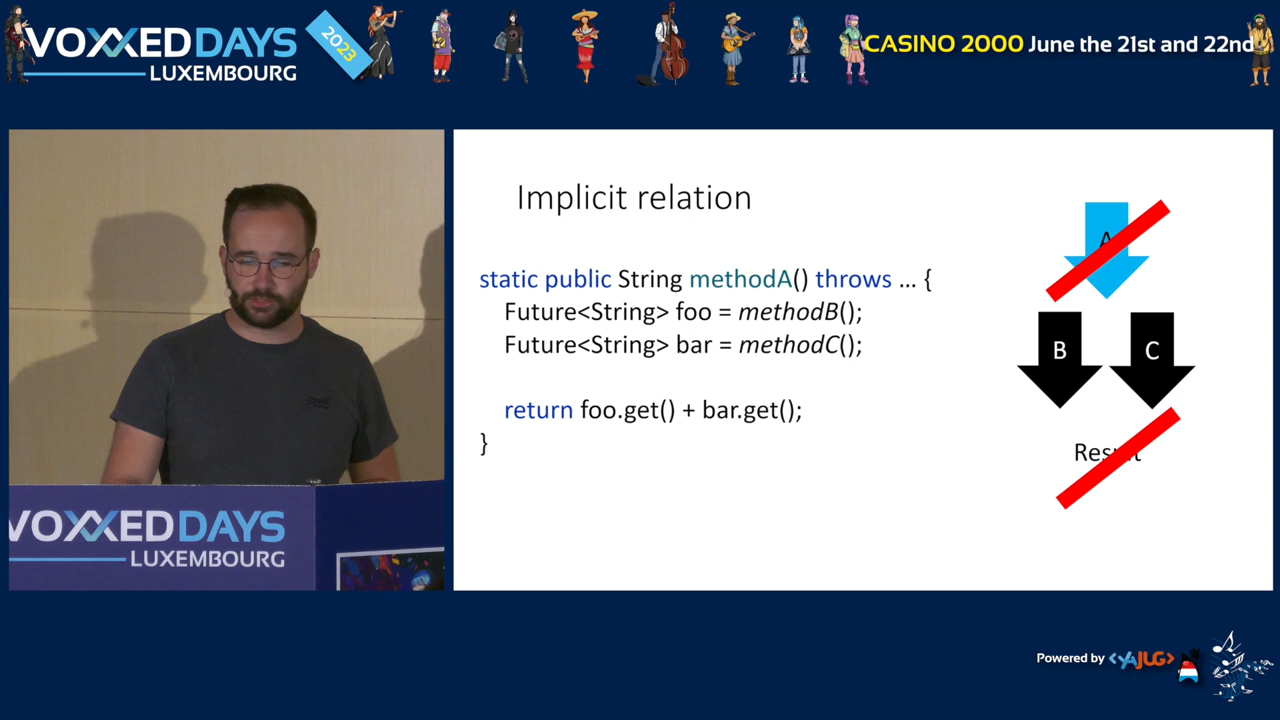 VOXXEDDAYS
LUXEMBOURG
2023
CASINO 2000 June the 21st and 22nd
Implicit relation
static public String methodA() throws ... {
Future<String> foo = methodB();
Future<String> bar = methodC();
return foo.get() + bar.get();
}
A
B C
Result
VOXXEDDAYS
LUXEMBOURG
Powered by <YAJUG>